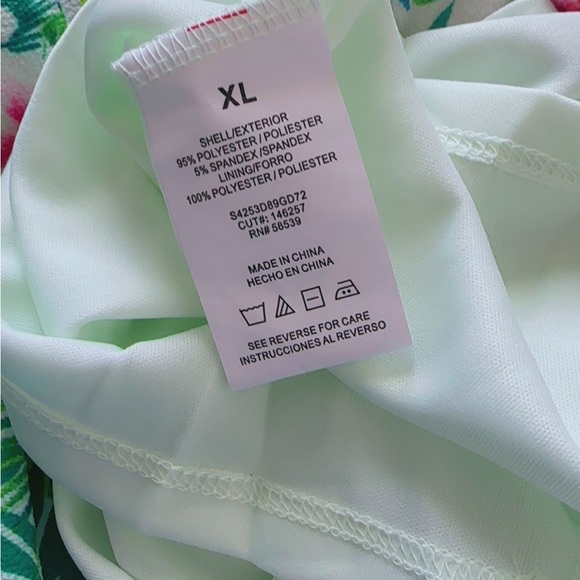 XL
SHELL/EXTERIOR
95% POLYESTER / POLIESTER
5% SPANDEX /SPANDEX
LINING/FORRO
100% POLYESTER / POLIESTER
S4253D89GD72
CUT#: 146257
RN# 58539
MADE IN CHINA
HECHO EN CHINA
SEE REVERSE FOR CARE
INSTRUCCIONES AL REVERSO